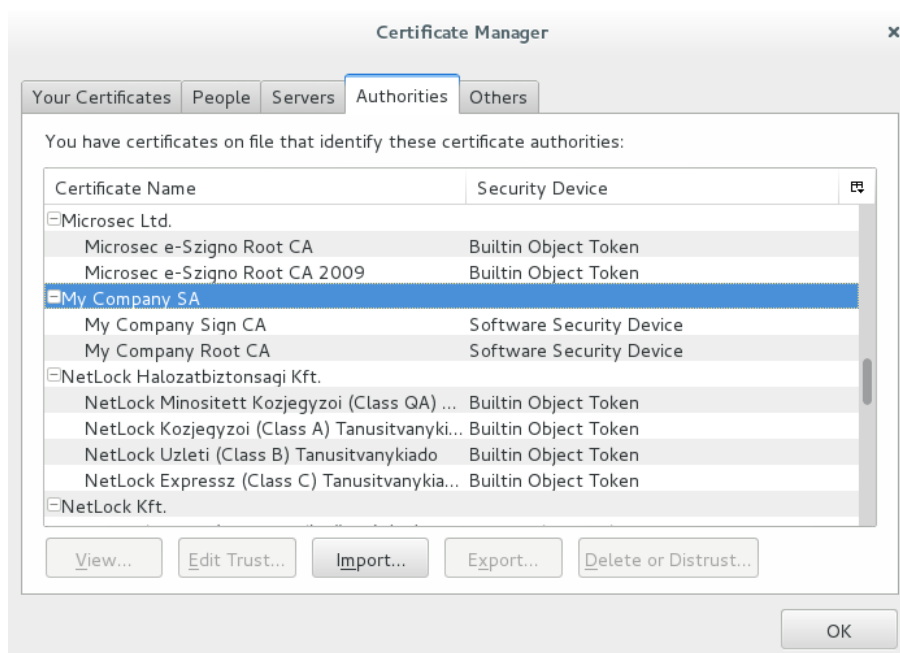 Certificate Manager
Your Certificates People Servers Authorities Others
You have certificates on file that identify these certificate authorities:
Certificate Name Security Device
Microsec Ltd.
Microsec e-Szigno Root CA Builtin Object Token
Microsec e-Szigno Root CA 2009 Builtin Object Token
My Company SA
My Company Sign CA Software Security Device
My Company Root CA Software Security Device
NetLock Halozatbiztonsagi Kft.
NetLock Minositett Kozjegyzoi (Class QA) ... Builtin Object Token
NetLock Kozjegyzoi (Class A) Tanusitvanyki... Builtin Object Token
NetLock Uzleti (Class B) Tanusitvanykiado Builtin Object Token
NetLock Expressz (Class C) Tanusitvanykia... Builtin Object Token
NetLock Kft.
View... Edit Trust... Import... Export... Delete or Distrust...
OK